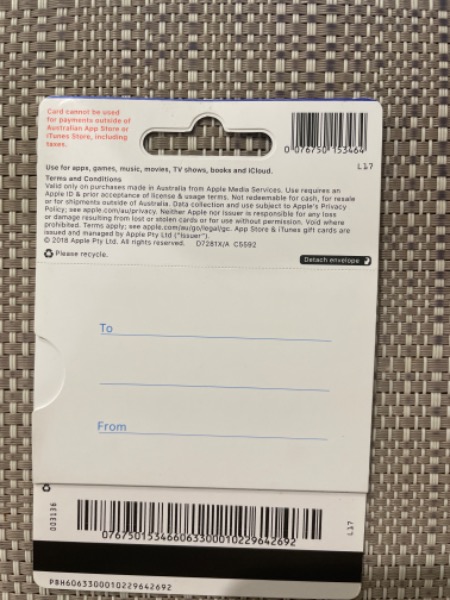 Card cannot be used
for payments outside of
Australian App Store or
iTunes Store, including
taxes.
0 076750 153464
L17
Use for apps, games, music, movies, TV shows, books and iCloud.
Terms and Conditions
Valid only on purchases made in Australia from Apple Media Services. Use requires an
Apple ID & prior acceptance of license & usage terms. Not redeemable for cash, for resale
or for shipments outside of Australia. Data collection and use subject to Apple's Privacy
Policy; see apple.com/au/privacy. Neither Apple nor Issuer is responsible for any loss
or damage resulting from lost or stolen cards or for use without permission. Void where
prohibited. Terms apply; see apple.com/au/go/legal/gc. App Store & iTunes gift cards are
issued and managed by Apple Pty Ltd ("Issuer").
© 2018 Apple Pty Ltd. All rights reserved. D7281X/A C5592
Please recycle.
Detach envelope
To
From
003136
076750153466063300010229642692
L17
PBH6063300010229642692